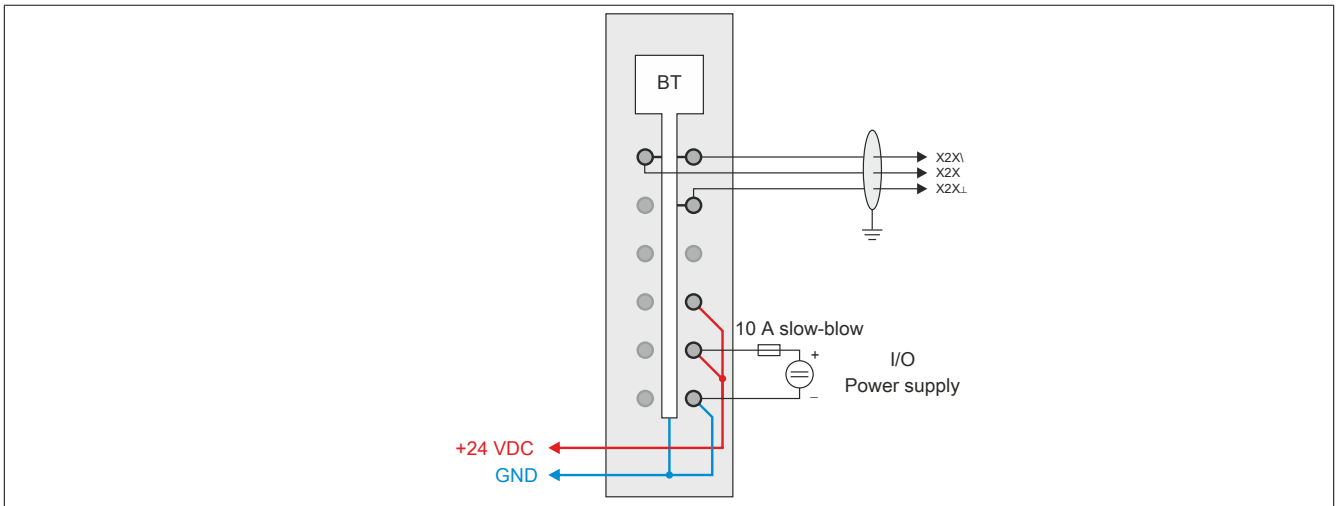 BT
X2X\
X2X
X2X⊥
10 A slow-blow
+
I/O
Power supply
–
+24 VDC
GND